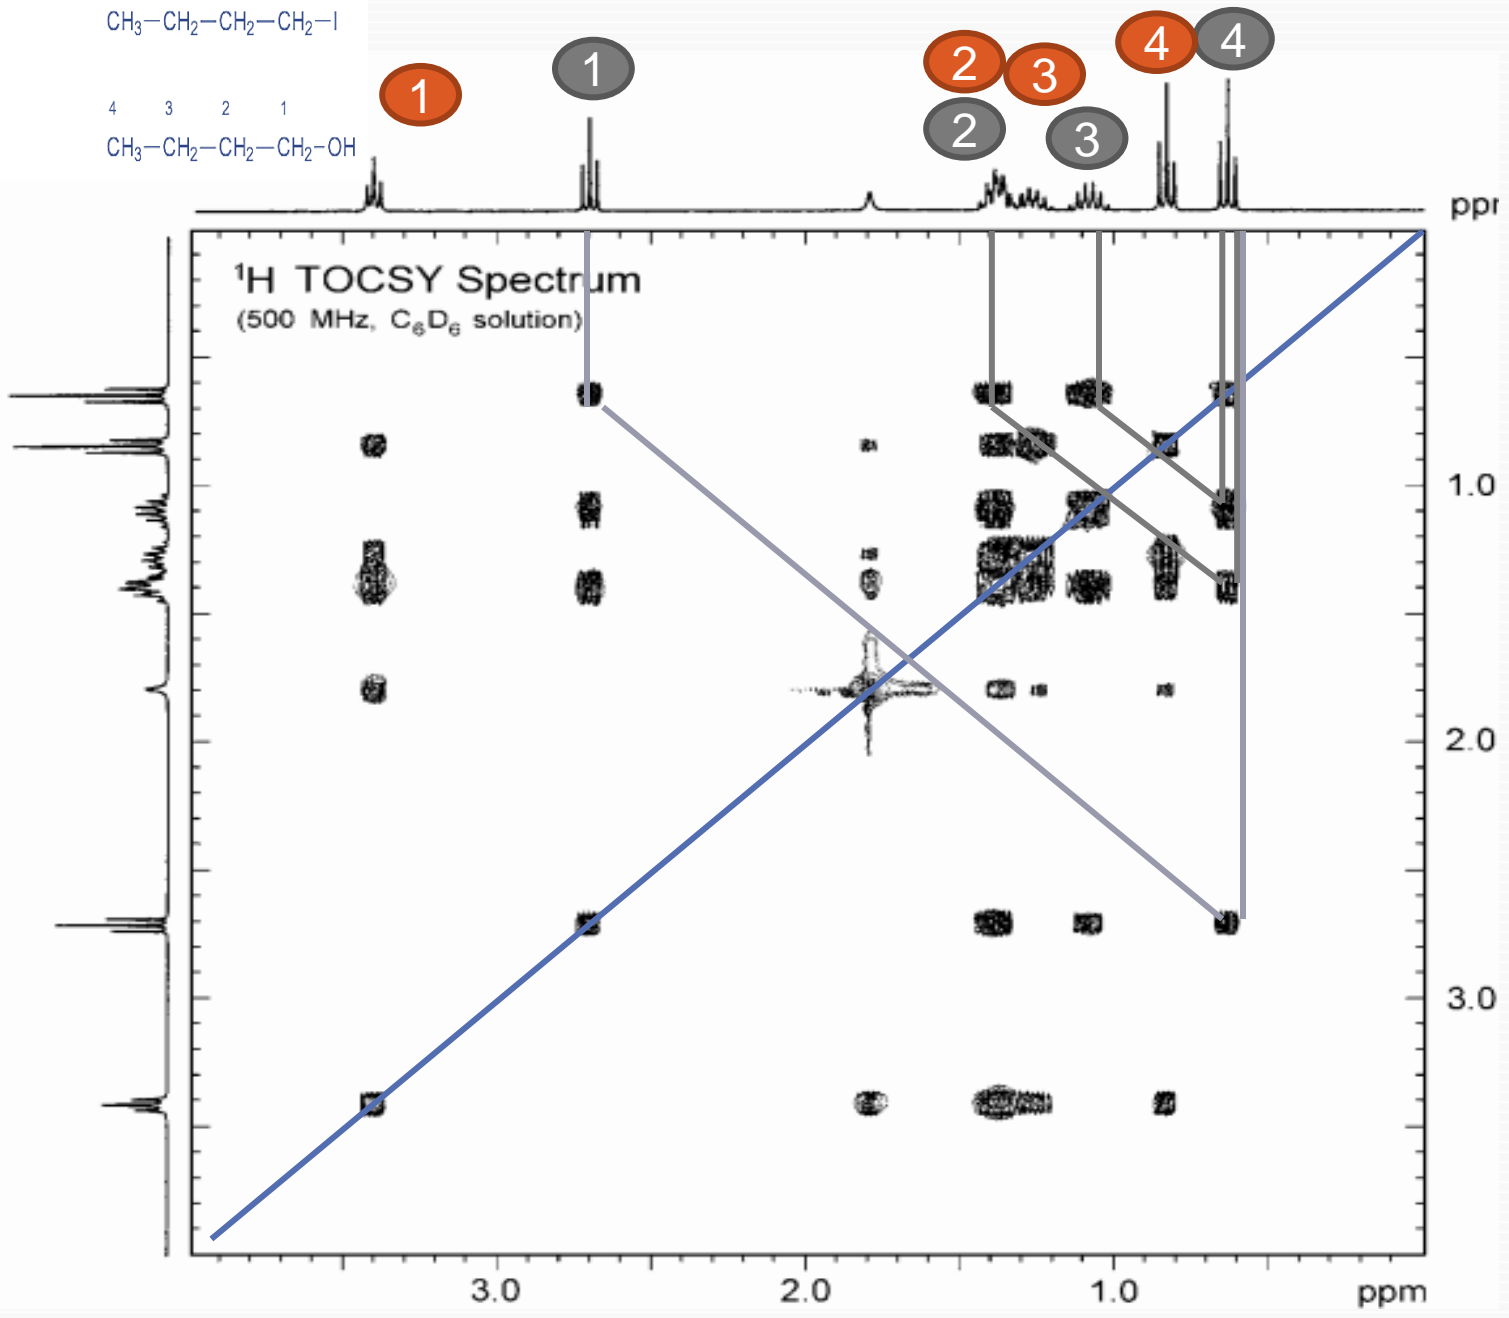 CH3—CH2—CH2—CH2—I
4 3 2 1
CH3—CH2—CH2—CH2—OH
1
1
2
3
2
3
4
4
ppr
¹H TOCSY Spectrum
(500 MHz, C6D6 solution)
1.0
2.0
3.0
3.0 2.0 1.0 ppm